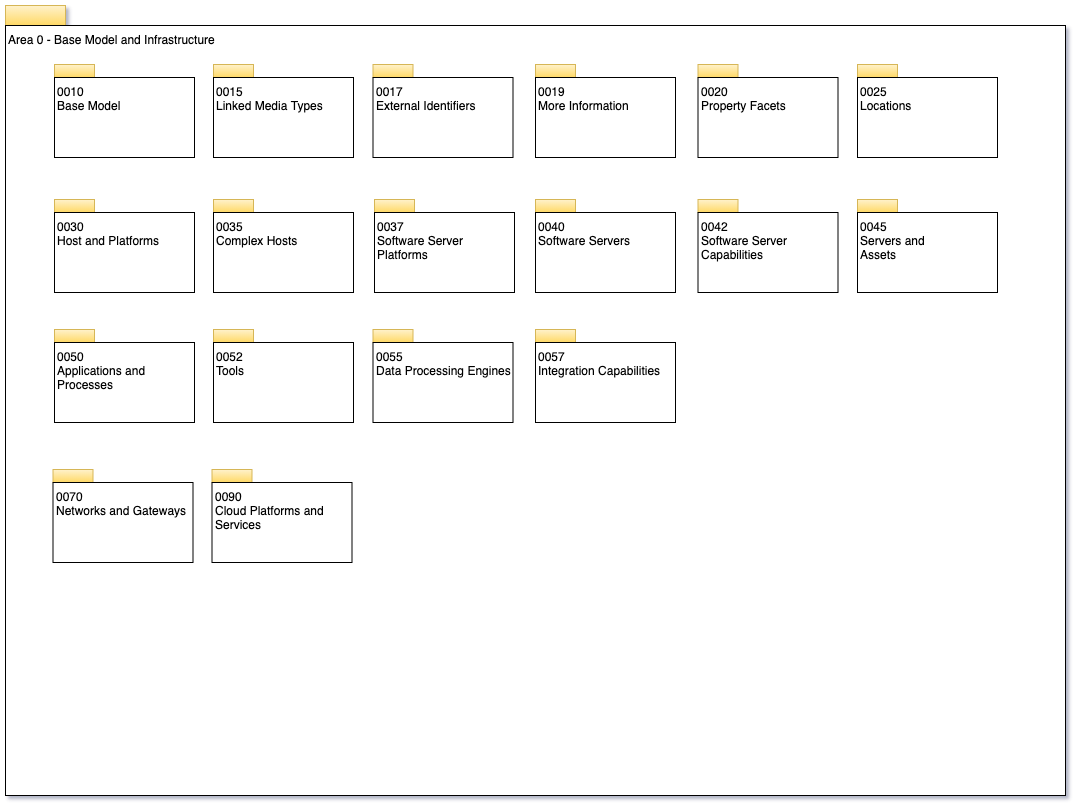 Area 0 - Base Model and Infrastructure
0010
Base Model
0015
Linked Media Types
0017
External Identifiers
0019
More Information
0020
Property Facets
0025
Locations
0030
Host and Platforms
0035
Complex Hosts
0037
Software Server
Platforms
0040
Software Servers
0042
Software Server
Capabilities
0045
Servers and
Assets
0050
Applications and
Processes
0052
Tools
0055
Data Processing Engines
0057
Integration Capabilities
0070
Networks and Gateways
0090
Cloud Platforms and
Services